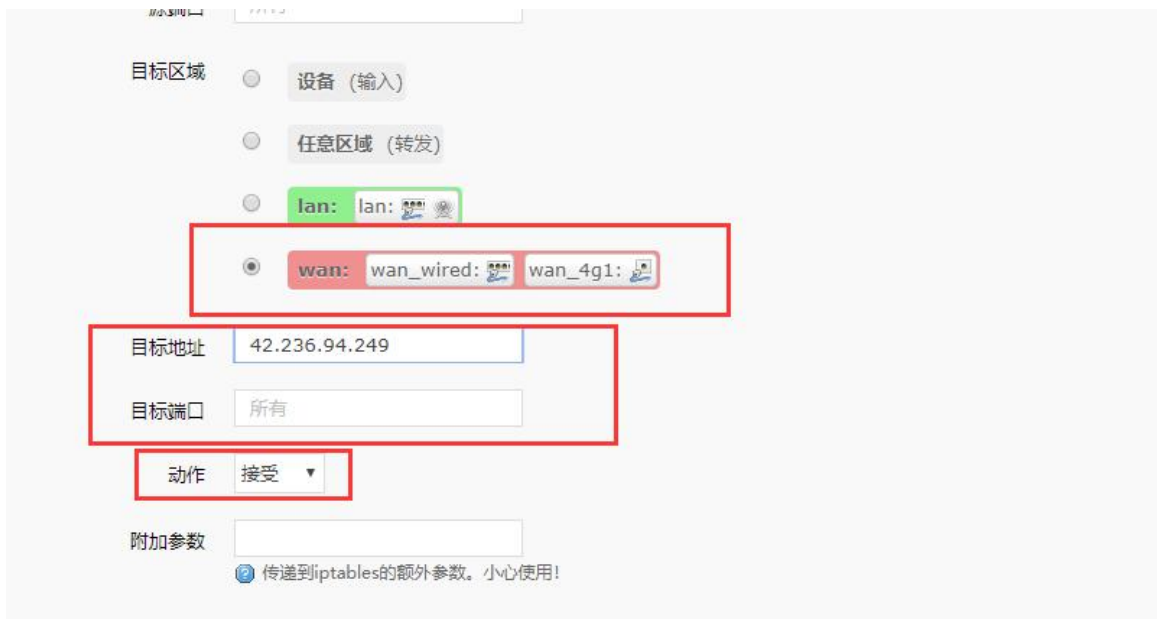 目标区域
设备 (输入)
任意区域 (转发)
lan: lan:
wan: wan_wired: wan_4g1:
目标地址 42.236.94.249
目标端口 所有
动作 接受
附加参数
传递到iptables的额外参数。小心使用!